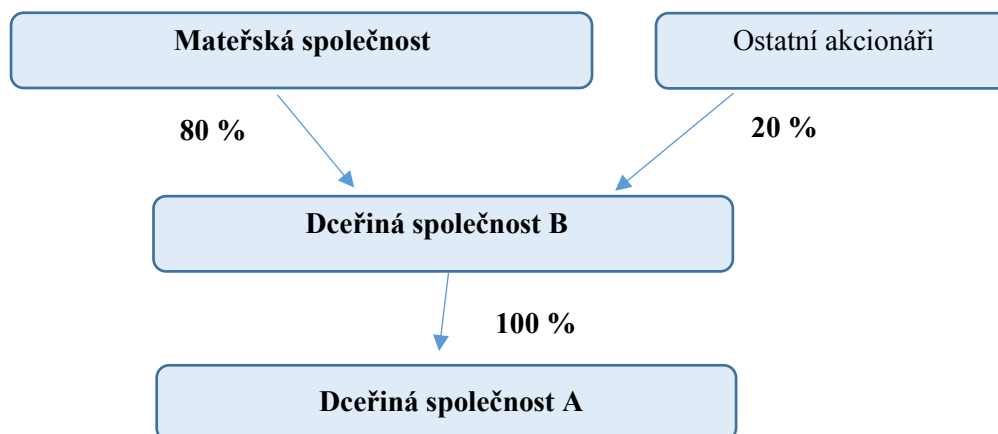 Mateřská společnost
Ostatní akcionáři
80 %
20 %
Dceřiná společnost B
100 %
Dceřiná společnost A